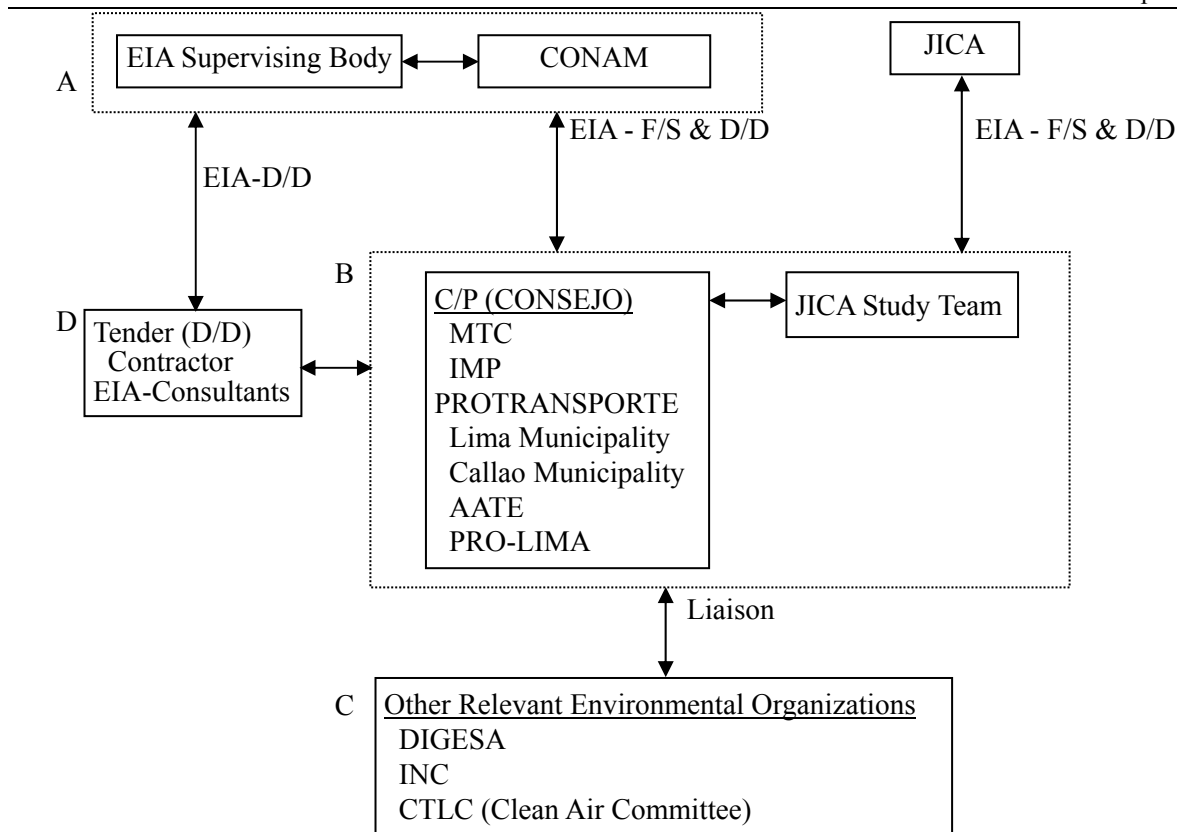 EIA Supervising Body
CONAM
JICA
A
EIA - F/S & D/D
EIA - F/S & D/D
EIA-D/D
B
C/P (CONSEJO)
MTC
IMP
PROTRANSPORTE
Lima Municipality
Callao Municipality
AATE
PRO-LIMA
JICA Study Team
D
Tender (D/D)
Contractor
EIA-Consultants
Liaison
C
Other Relevant Environmental Organizations
DIGESA
INC
CTLC (Clean Air Committee)